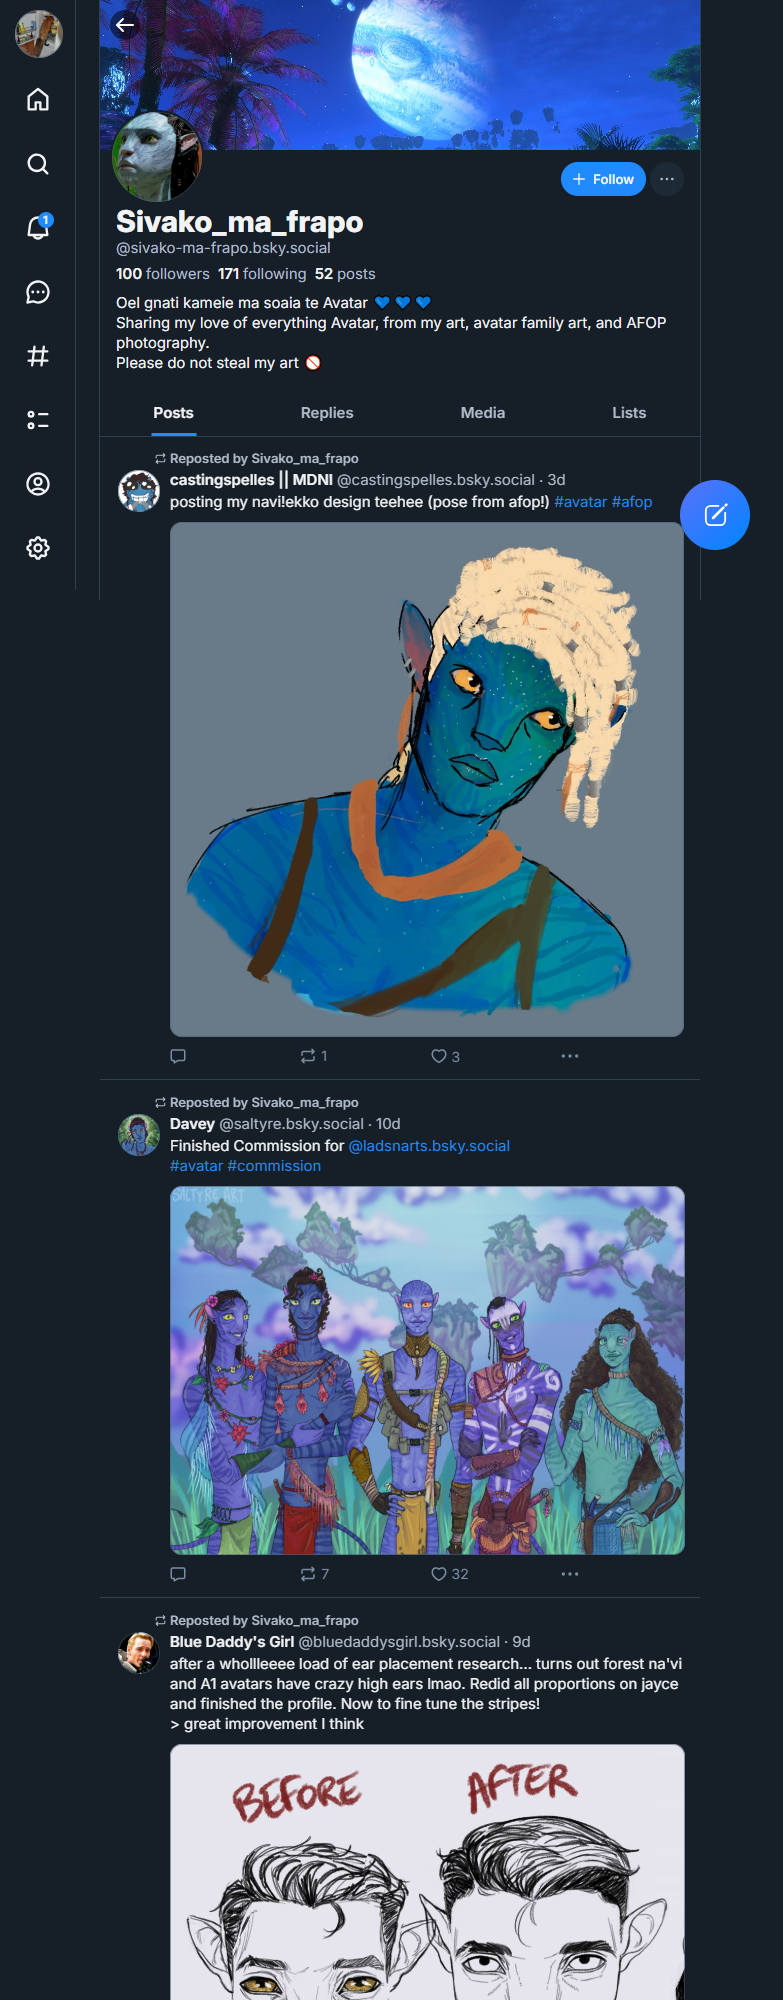 1
Follow
Sivako_ma_frapo
@sivako-ma-frapo.bsky.social
100 followers 171 following 52 posts
Oel gnati kameie ma soaia te Avatar 💙 💙 💙
Sharing my love of everything Avatar, from my art, avatar family art, and AFOP
photography.
Please do not steal my art 🚫
Posts Replies Media Lists
Reposted by Sivako_ma_frapo
castingspelles || MDNI @castingspelles.bsky.social · 3d
posting my navi!ekko design teehee (pose from afop!) #avatar #afop
1 3
Reposted by Sivako_ma_frapo
Davey @saltyre.bsky.social · 10d
Finished Commission for @ladsnarts.bsky.social
#avatar #commission
SALTYRE ART
7 32
Reposted by Sivako_ma_frapo
Blue Daddy's Girl @bluedaddysgirl.bsky.social · 9d
after a whollleeee load of ear placement research... turns out forest na'vi
and A1 avatars have crazy high ears lmao. Redid all proportions on jayce
and finished the profile. Now to fine tune the stripes!
> great improvement I think
BEFORE AFTER